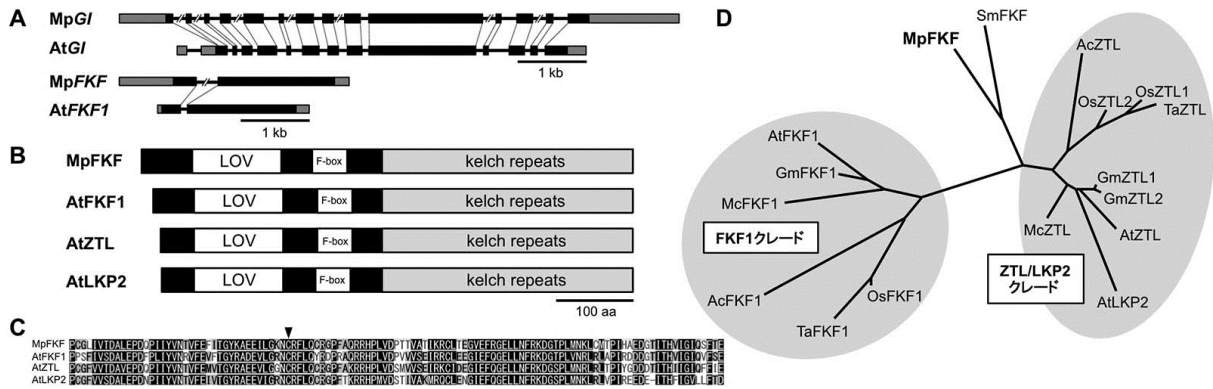 A
MpGI
AtGI
1 kb
MpFKF
AtFKF1
1 kb
B
MpFKF LOV F-box kelch repeats
AtFKF1 LOV F-box kelch repeats
AtZTL LOV F-box kelch repeats
AtLKP2 LOV F-box kelch repeats
100 aa
C
MpFKF
AtFKF1
AtZTL
AtLKP2
D
SmFKF
MpFKF
AcZTL
OsZTL1
OsZTL2
TaZTL
AtFKF1
GmFKF1
McFKF1
GmZTL1
GmZTL2
McZTL
AtZTL
FKF1クレード
ZTL/LKP2
クレード
AtLKP2
AcFKF1
OsFKF1
TaFKF1